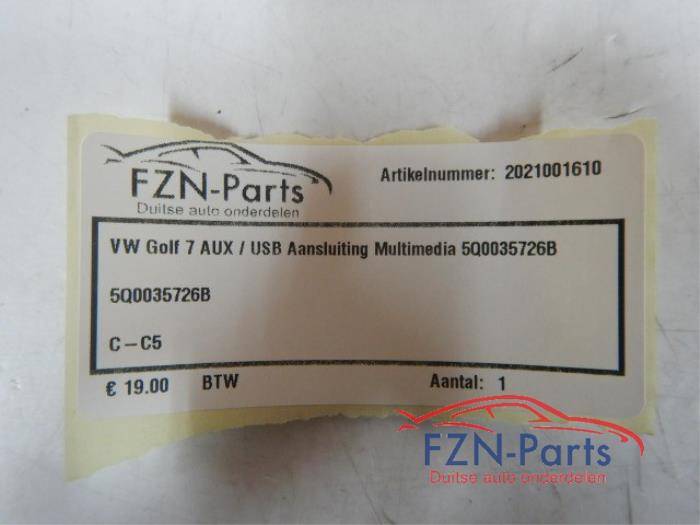 FZN-Parts
Duitse auto onderdelen
Artikelnummer: 2021001610
VW Golf 7 AUX / USB Aansluiting Multimedia 5Q0035726B
5Q0035726B
C – C5
€ 19.00 BTW Aantal: 1
FZN-Parts
Duitse auto onderdelen